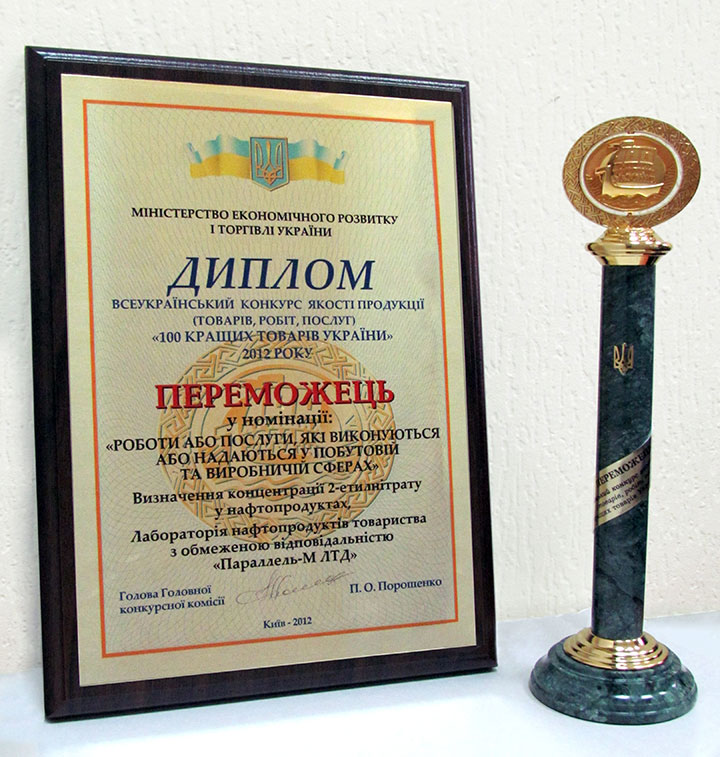 МІНІСТЕРСТВО ЕКОНОМІЧНОГО РОЗВИТКУ
І ТОРГІВЛІ УКРАЇНИ
ДИПЛОМ
ВСЕУКРАЇНСЬКИЙ КОНКУРС ЯКОСТІ ПРОДУКЦІЇ
(ТОВАРІВ, РОБІТ, ПОСЛУГ)
«100 КРАЩИХ ТОВАРІВ УКРАЇНИ»
2012 РОКУ
ПЕРЕМОЖЕЦЬ
у номінації:
«РОБОТИ АБО ПОСЛУГИ, ЯКІ ВИКОНУЮТЬСЯ
АБО НАДАЮТЬСЯ У ПОБУТОВІЙ
ТА ВИРОБНИЧІЙ СФЕРАХ»
Визначення концентрації 2-етилнітрату
у нафтопродуктах,
Лабораторія нафтопродуктів товариства
з обмеженою відповідальністю
«Параллель-М ЛТД»
Голова Головної
конкурсної комісії
П. О. Порошенко
Київ - 2012